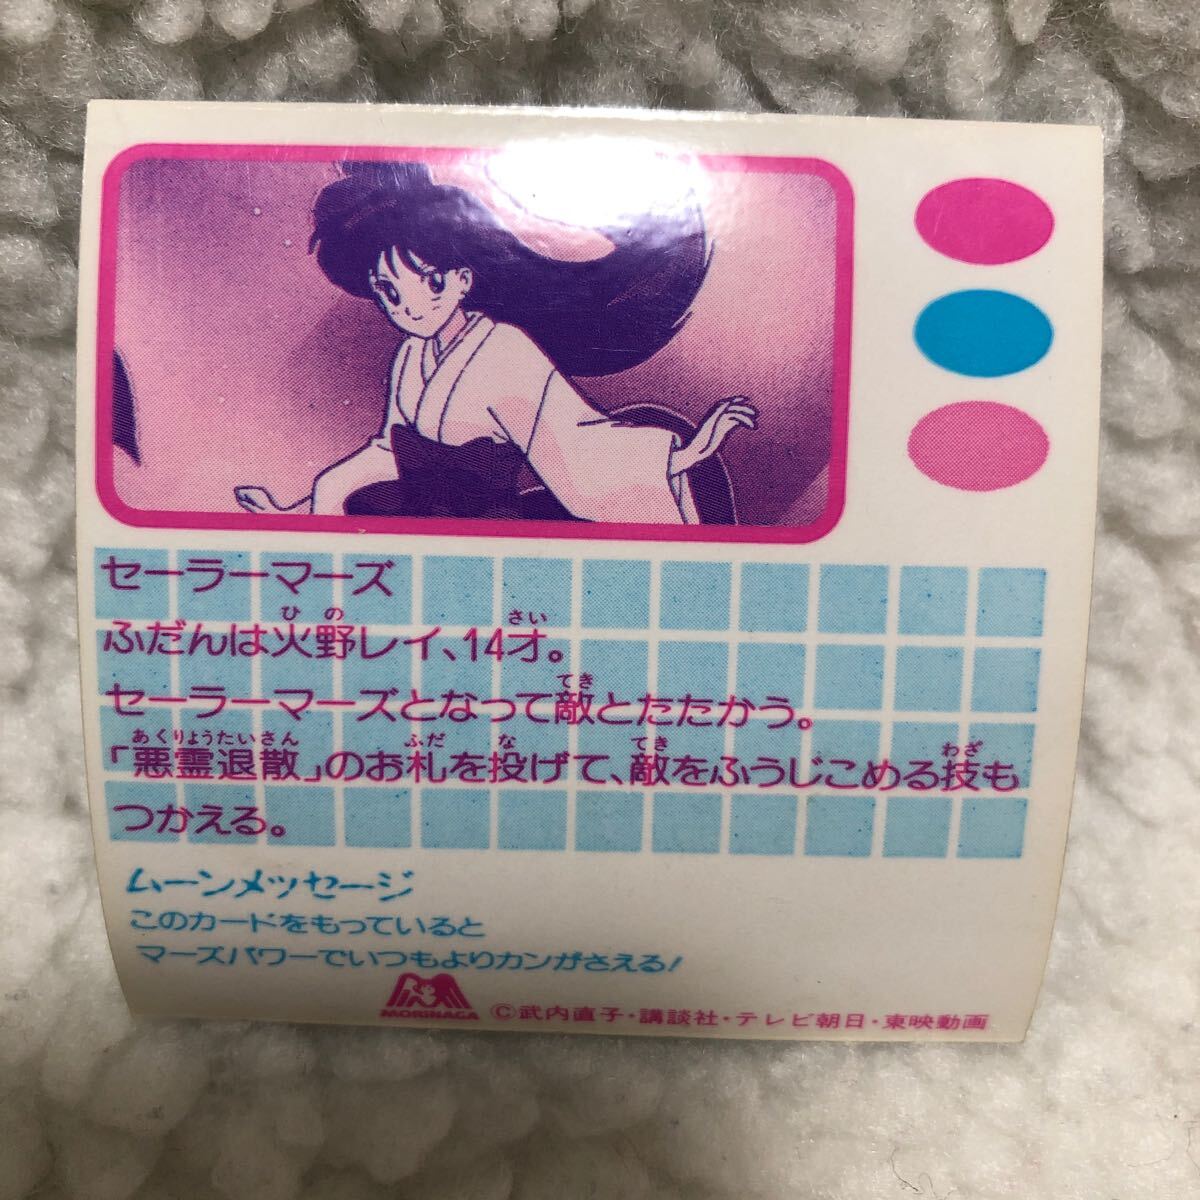 セーラーマーズ
ふだんは火野レイ、14才。
セーラーマーズとなって敵とたたかう。
「悪霊退散」のお札を投げて、敵をふうじこめる技も
つかえる。
ムーンメッセージ
このカードをもっていると
マーズパワーでいつもよりカンがさえる!
MORINAGA ©武内直子・講談社・テレビ朝日・東映動画